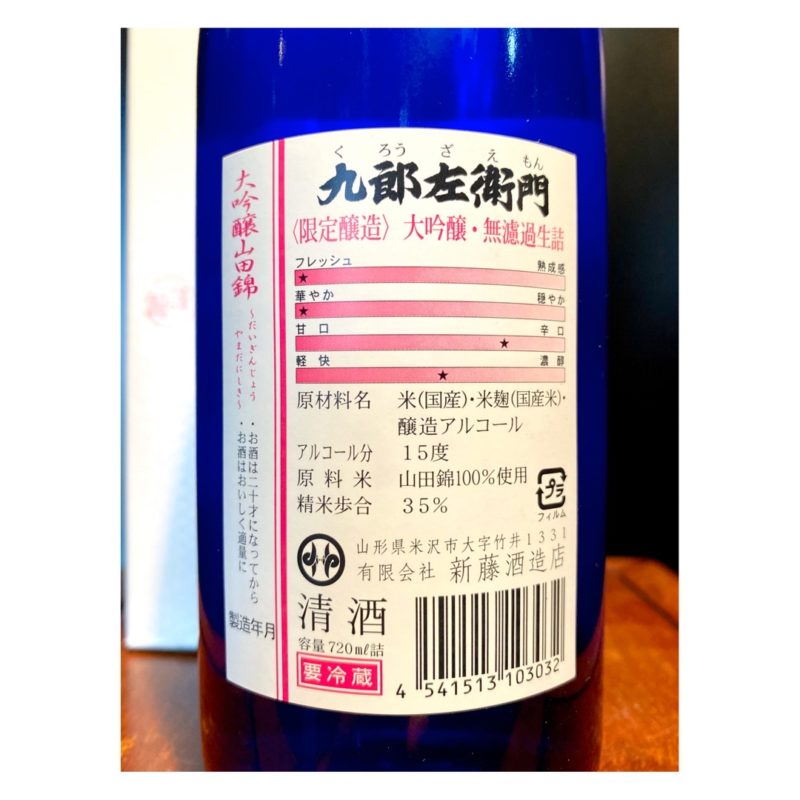 くろうざえもん
九郎左衛門
〈限定醸造〉大吟醸・無濾過生詰
フレッシュ 熟成感
★
華やか 穏やか
★
甘口 辛口
★
軽快 濃醇
★
原材料名 米(国産)・米麹(国産米)・
醸造アルコール
アルコール分 15度
原料米 山田錦100%使用
精米歩合 35%
プラ
フィルム
山形県米沢市大字竹井1331
有限会社 新藤酒造店
清酒
容量720㎖詰
要冷蔵
4 541513 103032
大吟醸山田錦
〜だいぎんじょう
やまだにしき〜
・お酒は二十才になってから
・お酒はおいしく適量に
製造年月